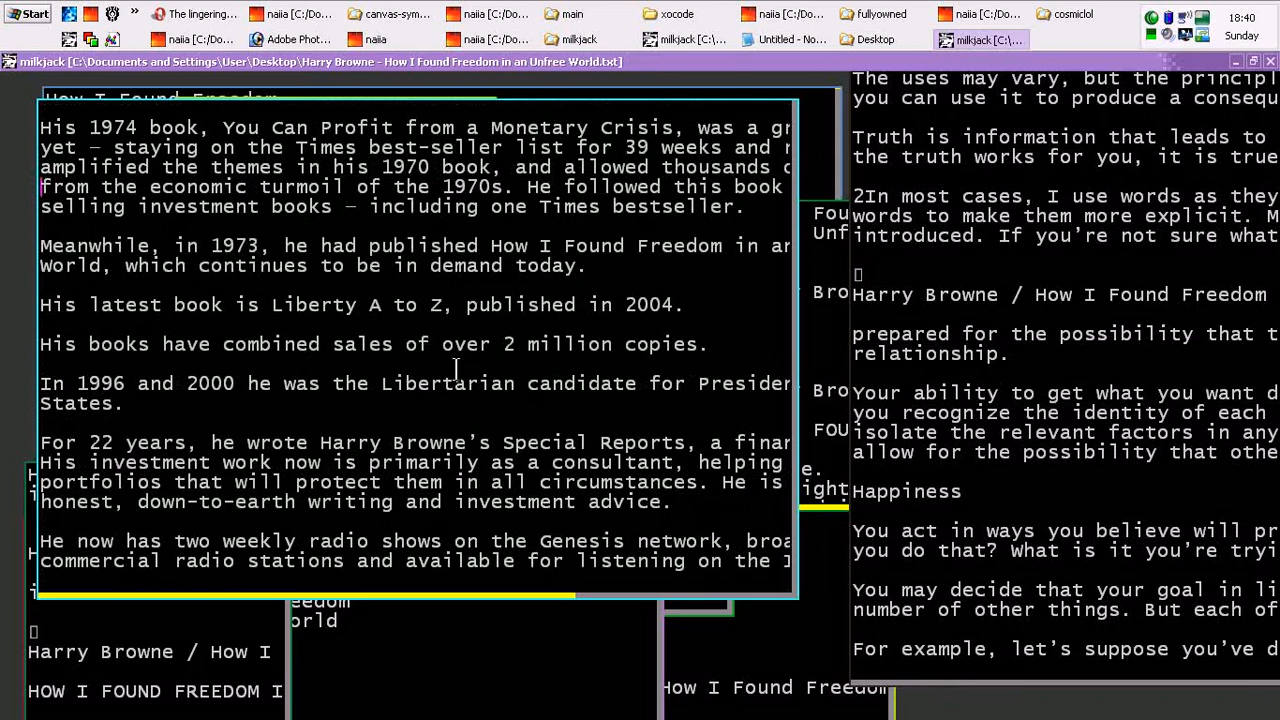 Start
The lingering...
naiia [C:/Do...
canvas-sym...
naiia [C:/Do...
main
xocode
naiia [C:/Do...
fullyowned
naiia [C:/Do...
cosmiclol
18:40
naiia [C:/Do...
Adobe Phot...
naiia
naiia [C:/Do...
milkjack
milkjack [C:\...
Untitled - No...
Desktop
milkjack [C:\...
Sunday
milkjack [C:\Documents and Settings\User\Desktop\Harry Browne - How I Found Freedom in an Unfree World.txt]
How I Found Freedom
His 1974 book, You Can Profit from a Monetary Crisis, was a gr
yet – staying on the Times best-seller list for 39 weeks and r
amplified the themes in his 1970 book, and allowed thousands o
from the economic turmoil of the 1970s. He followed this book
selling investment books – including one Times bestseller.
Meanwhile, in 1973, he had published How I Found Freedom in an
World, which continues to be in demand today.
His latest book is Liberty A to Z, published in 2004.
His books have combined sales of over 2 million copies.
In 1996 and 2000 he was the Libertarian candidate for Presiden
States.
For 22 years, he wrote Harry Browne’s Special Reports, a finan
His investment work now is primarily as a consultant, helping
portfolios that will protect them in all circumstances. He is
honest, down-to-earth writing and investment advice.
He now has two weekly radio shows on the Genesis network, broa
commercial radio stations and available for listening on the I
The uses may vary, but the principl
you can use it to produce a consequ
Truth is information that leads to
the truth works for you, it is true
2In most cases, I use words as they
words to make them more explicit. M
introduced. If you’re not sure what
Harry Browne / How I Found Freedom
prepared for the possibility that t
relationship.
Your ability to get what you want d
you recognize the identity of each
isolate the relevant factors in any
allow for the possibility that othe
Happiness
You act in ways you believe will pr
you do that? What is it you’re tryi
You may decide that your goal in li
number of other things. But each of
For example, let’s suppose you’ve d
Fou
Unf
Bro
Bro
FOU
e.
ight
eedom
orld
Harry Browne / How I
HOW I FOUND FREEDOM I
How I Found Freedom